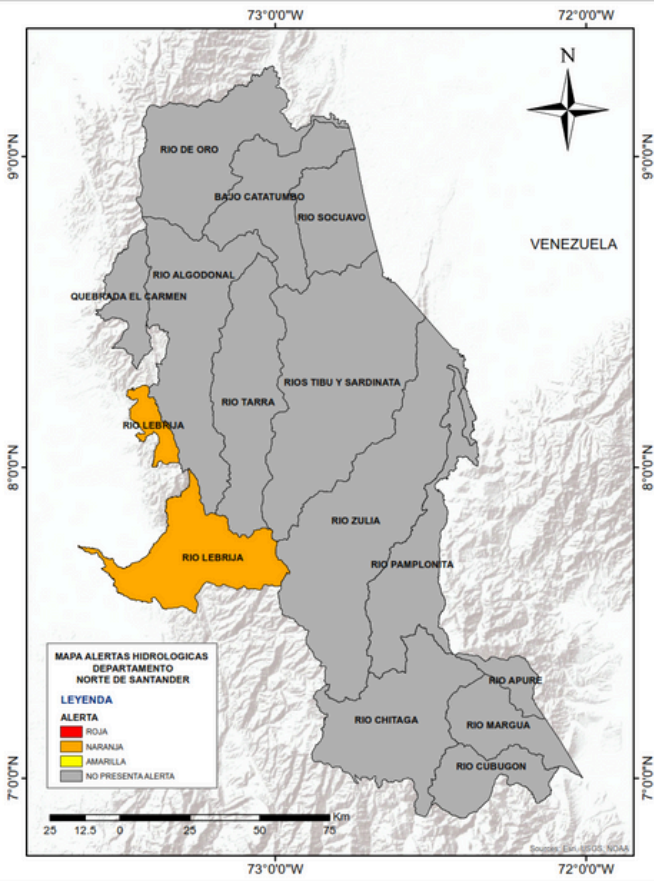 73°0'0"W
72°0'0"W
N
9°0'0"N
9°0'0"N
RIO DE ORO
BAJO CATATUMBO
RIO SOCUAVO
VENEZUELA
RIO ALGODONAL
QUEBRADA EL CARMEN
RIOS TIBU Y SARDINATA
RIO TARRA
RIO LEBRIJA
8°0'0"N
8°0'0"N
RIO ZULIA
RIO LEBRIJA
RIO PAMPLONITA
MAPA ALERTAS HIDROLOGICAS
DEPARTAMENTO
NORTE DE SANTANDER
LEYENDA
ALERTA
ROJA
NARANJA
AMARILLA
NO PRESENTA ALERTA
RIO APURE
RIO CHITAGA
RIO MARGUA
RIO CUBUGON
7°0'0"N
7°0'0"N
Km
25 12.5 0 25 50 75
Sources: Esri, USGS, NOAA
73°0'0"W
72°0'0"W